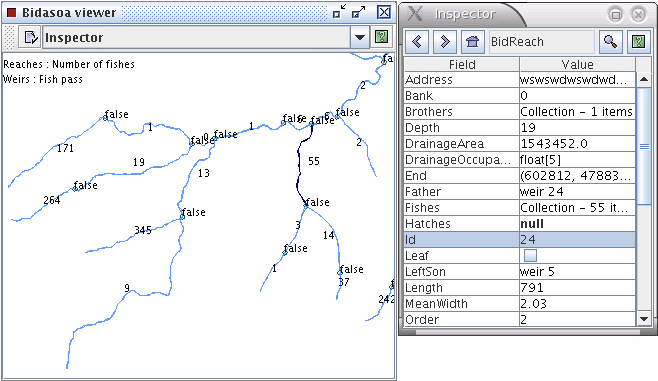 Bidasoa viewer
Inspector
Reaches : Number of fishes
Weirs : Fish pass
false
2
false
1
171
false
0
false
1
false
false
6
false
2
19
13
55
false
264
false
345
false
3
14
false
1
false
37
9
242
Inspector
BidReach
Field Value
Address wswswdwswdwd...
Bank 0
Brothers Collection – 1 items
Depth 19
DrainageArea 1543452.0
DrainageOccupa... float[5]
End (602812, 47883...
Father weir 24
Fishes Collection – 55 it...
Hatches null
Id 24
Leaf
LeftSon weir 5
Length 791
MeanWidth 2.03
Order 2